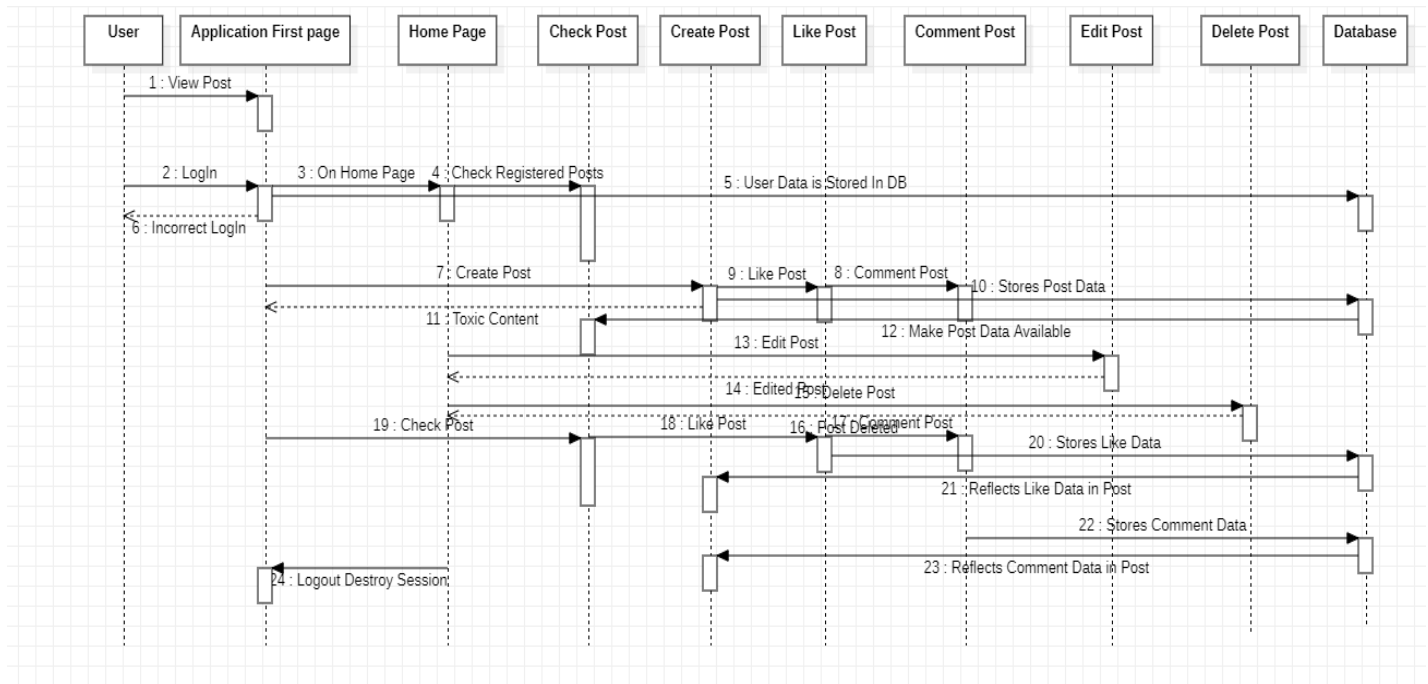 User
Application First page
Home Page
Check Post
Create Post
Like Post
Comment Post
Edit Post
Delete Post
Database
1 : View Post
2 : LogIn
3 : On Home Page
4 : Check Registered Posts
5 : User Data is Stored In DB
6 : Incorrect LogIn
7 : Create Post
9 : Like Post
8 : Comment Post
10 : Stores Post Data
11 : Toxic Content
12 : Make Post Data Available
13 : Edit Post
14 : Edited Post
15 : Delete Post
16 : Post Deleted
17 : Comment Post
18 : Like Post
19 : Check Post
20 : Stores Like Data
21 : Reflects Like Data in Post
22 : Stores Comment Data
23 : Reflects Comment Data in Post
24 : Logout Destroy Session